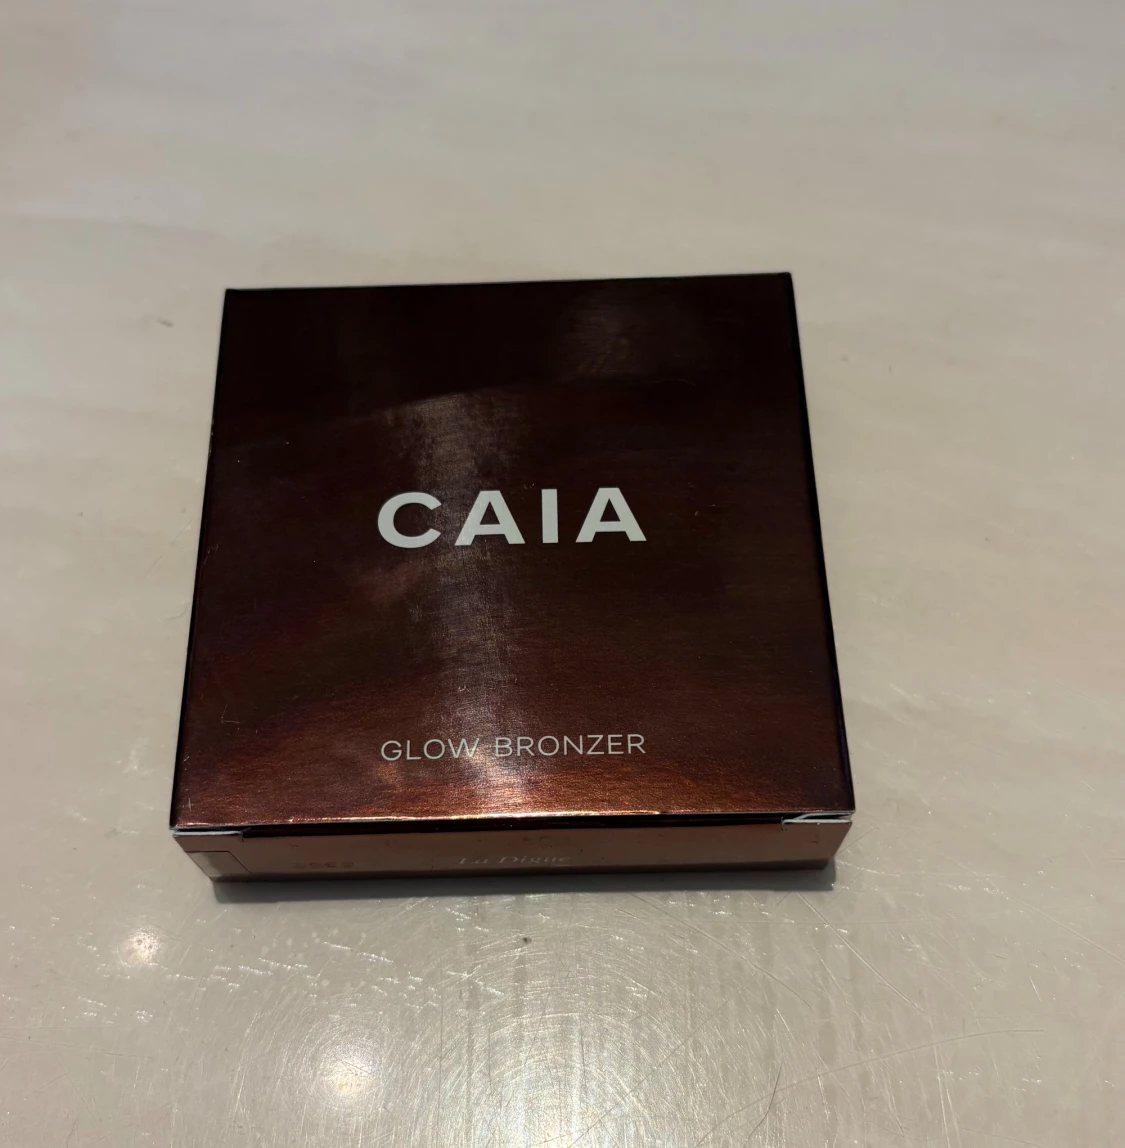 CAIA
GLOW BRONZER
La Digue